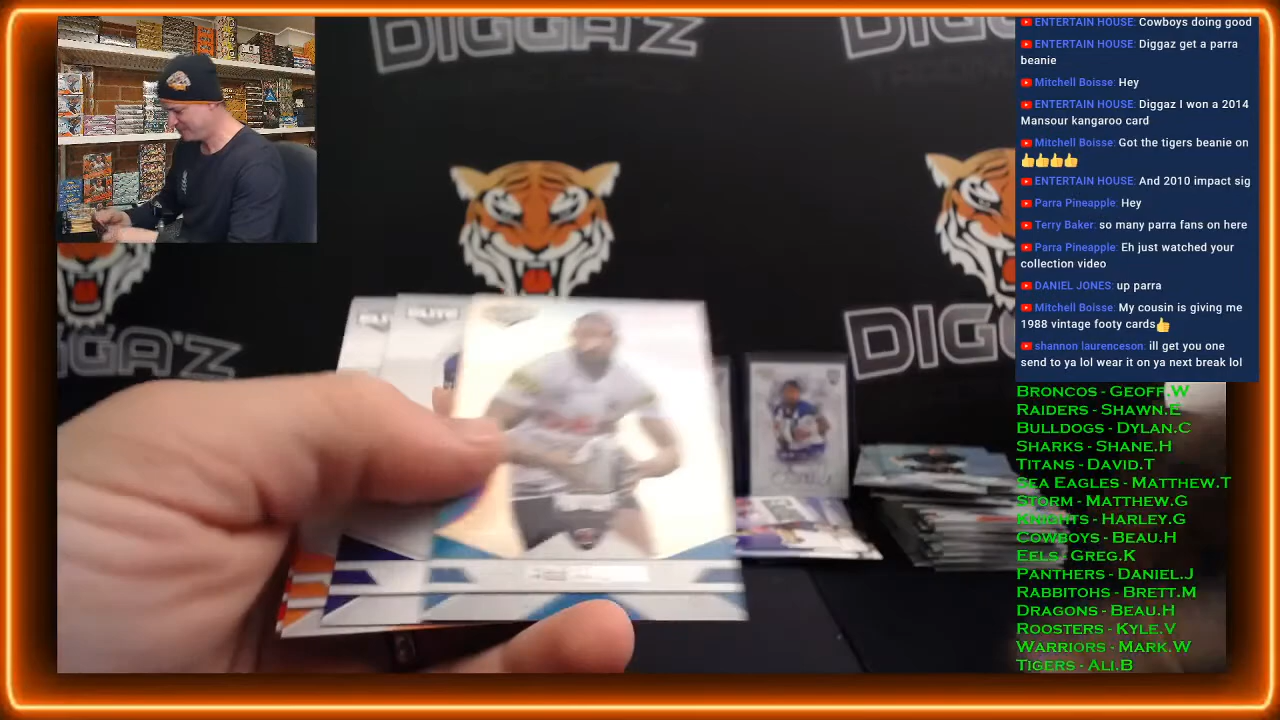 DIGGA'Z
ENTERTAIN HOUSE: Cowboys doing good
ENTERTAIN HOUSE: Diggaz get a parra
beanie
Mitchell Boisse: Hey
ENTERTAIN HOUSE: Diggaz I won a 2014
Mansour kangaroo card
Mitchell Boisse: Got the tigers beanie on
👍👍👍👍
ENTERTAIN HOUSE: And 2010 impact sig
Parra Pineapple: Hey
Terry Baker: so many parra fans on here
Parra Pineapple: Eh just watched your
collection video
DANIEL JONES: up parra
Mitchell Boisse: My cousin is giving me
1988 vintage footy cards👍
shannon laurenceson: ill get you one
send to ya lol wear it on ya next break lol
ELITE
DIGGA'Z
DIG
BRONCOS - GEOFF.W
RAIDERS - SHAWN.E
BULLDOGS - DYLAN.C
SHARKS - SHANE.H
TITANS - DAVID.T
SEA EAGLES - MATTHEW.T
STORM - MATTHEW.G
KNIGHTS - HARLEY.G
COWBOYS - BEAU.H
EELS - GREG.K
PANTHERS - DANIEL.J
RABBITOHS - BRETT.M
DRAGONS - BEAU.H
ROOSTERS - KYLE.V
WARRIORS - MARK.W
TIGERS - ALI.B